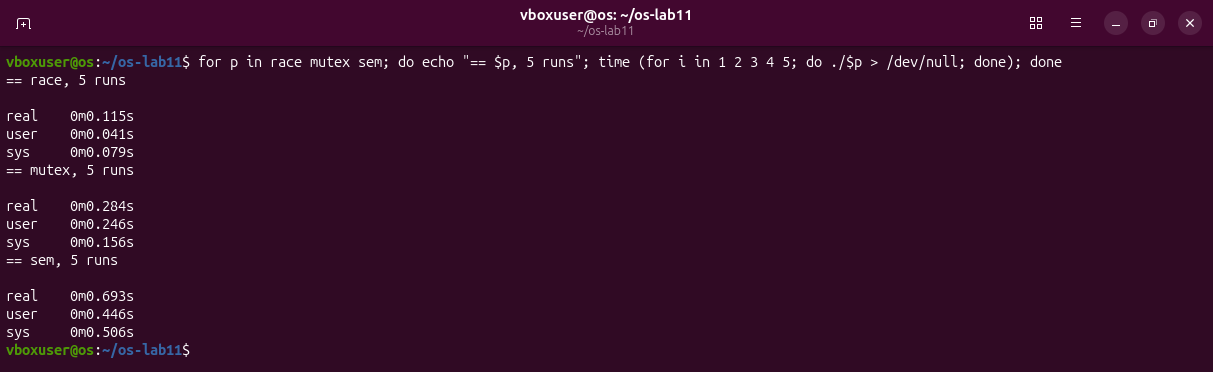 vboxuser@os: ~/os-lab11
~/os-lab11
vboxuser@os:~/os-lab11$ for p in race mutex sem; do echo "== $p, 5 runs"; time (for i in 1 2 3 4 5; do ./$p > /dev/null; done); done
== race, 5 runs
real    0m0.115s
user    0m0.041s
sys     0m0.079s
== mutex, 5 runs
real    0m0.284s
user    0m0.246s
sys     0m0.156s
== sem, 5 runs
real    0m0.693s
user    0m0.446s
sys     0m0.506s
vboxuser@os:~/os-lab11$